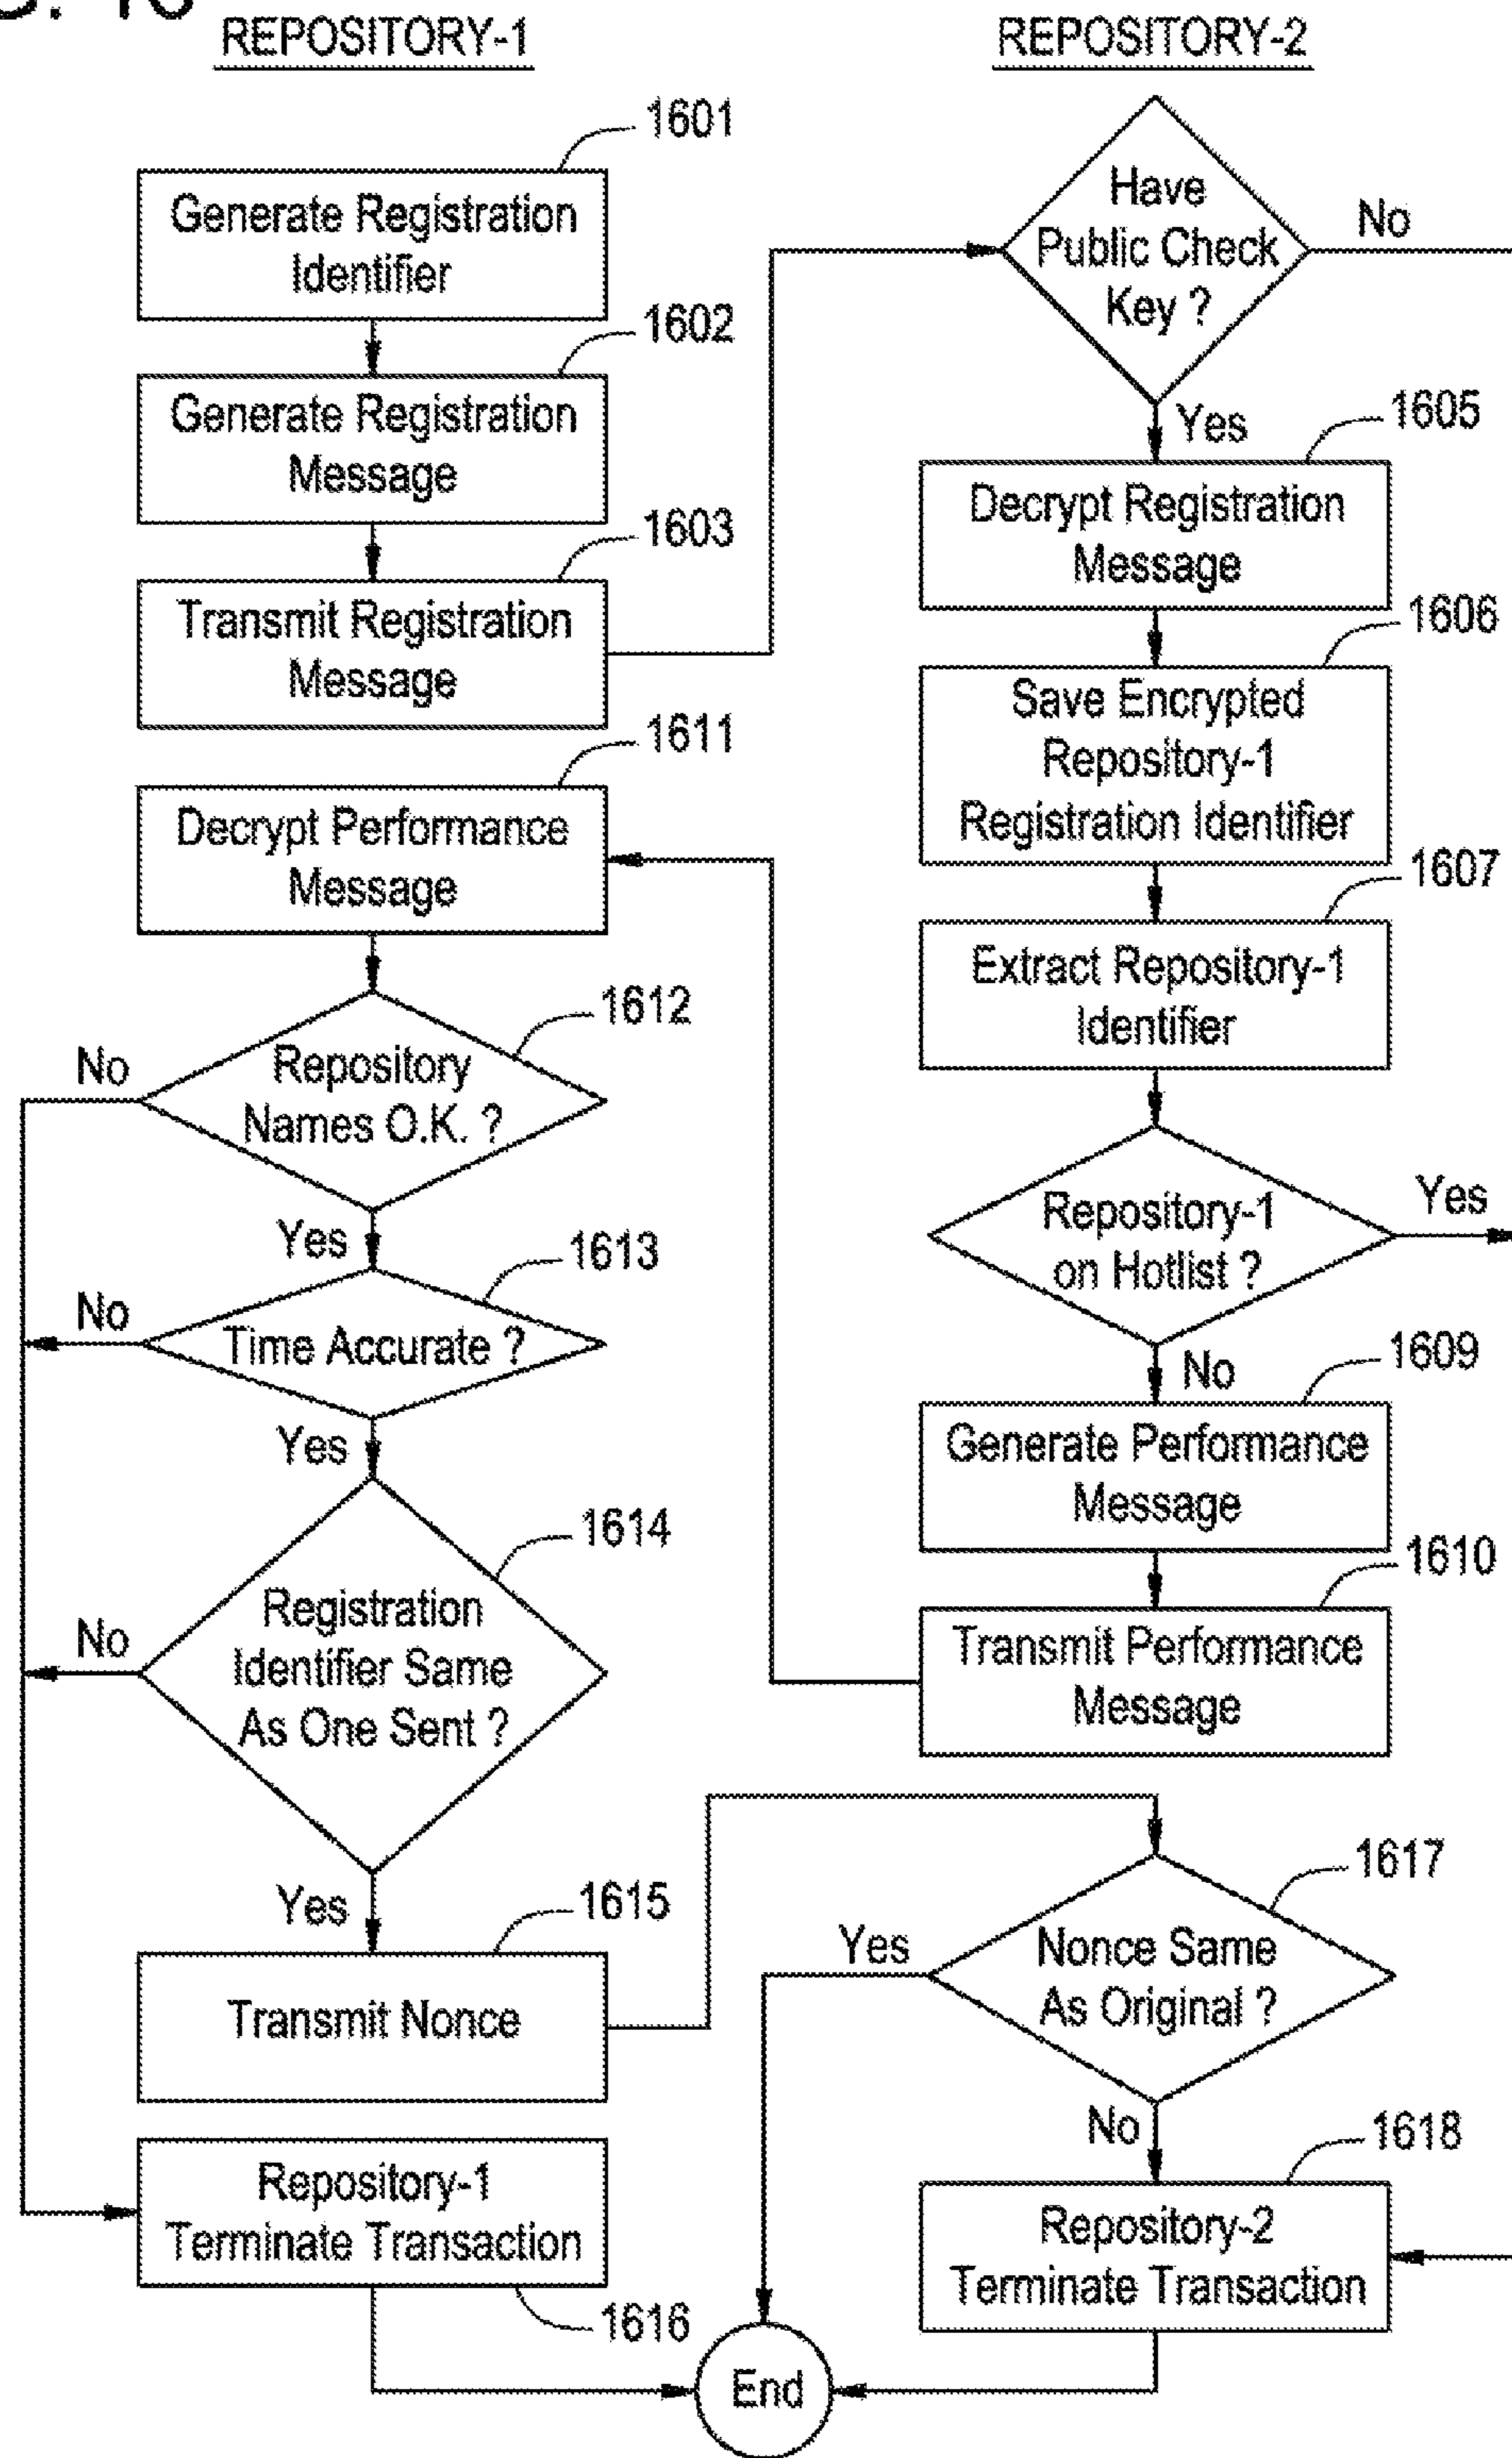 REPOSITORY-1
1601
Generate Registration
Identifier
1602
Generate Registration
Message
1603
Transmit Registration
Message
1611
Decrypt Performance
Message
1612
Repository
Names O.K. ?
No
Yes
1613
Time Accurate ?
No
Yes
1614
Registration
Identifier Same
As One Sent ?
No
Yes
1615
Transmit Nonce
Repository-1
Terminate Transaction
1616
REPOSITORY-2
Have
Public Check
Key ?
No
Yes
1605
Decrypt Registration
Message
1606
Save Encrypted
Repository-1
Registration Identifier
1607
Extract Repository-1
Identifier
Repository-1
on Hotlist ?
Yes
No
1609
Generate Performance
Message
1610
Transmit Performance
Message
1617
Nonce Same
As Original ?
Yes
No
1618
Repository-2
Terminate Transaction
End